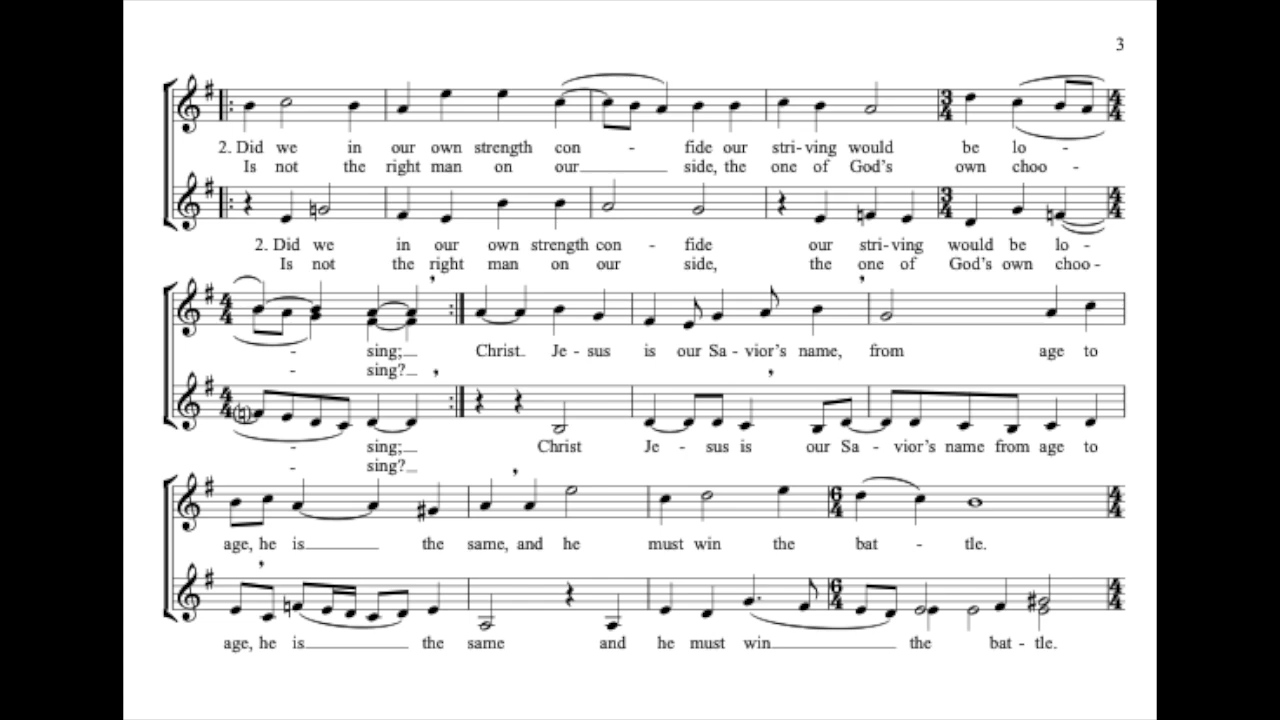 3
2. Did we in our own strength con - fide our stri - ving would be lo -
Is not the right man on our side, the one of God's own choo -
2. Did we in our own strength con - fide our stri - ving would be lo -
Is not the right man on our side, the one of God's own choo -
- sing; Christ Je - sus is our Sa - vior's name, from age to
- sing?
- sing; Christ Je - sus is our Sa - vior's name from age to
- sing?
age, he is the same, and he must win the bat - tle.
age, he is the same and he must win the bat - tle.